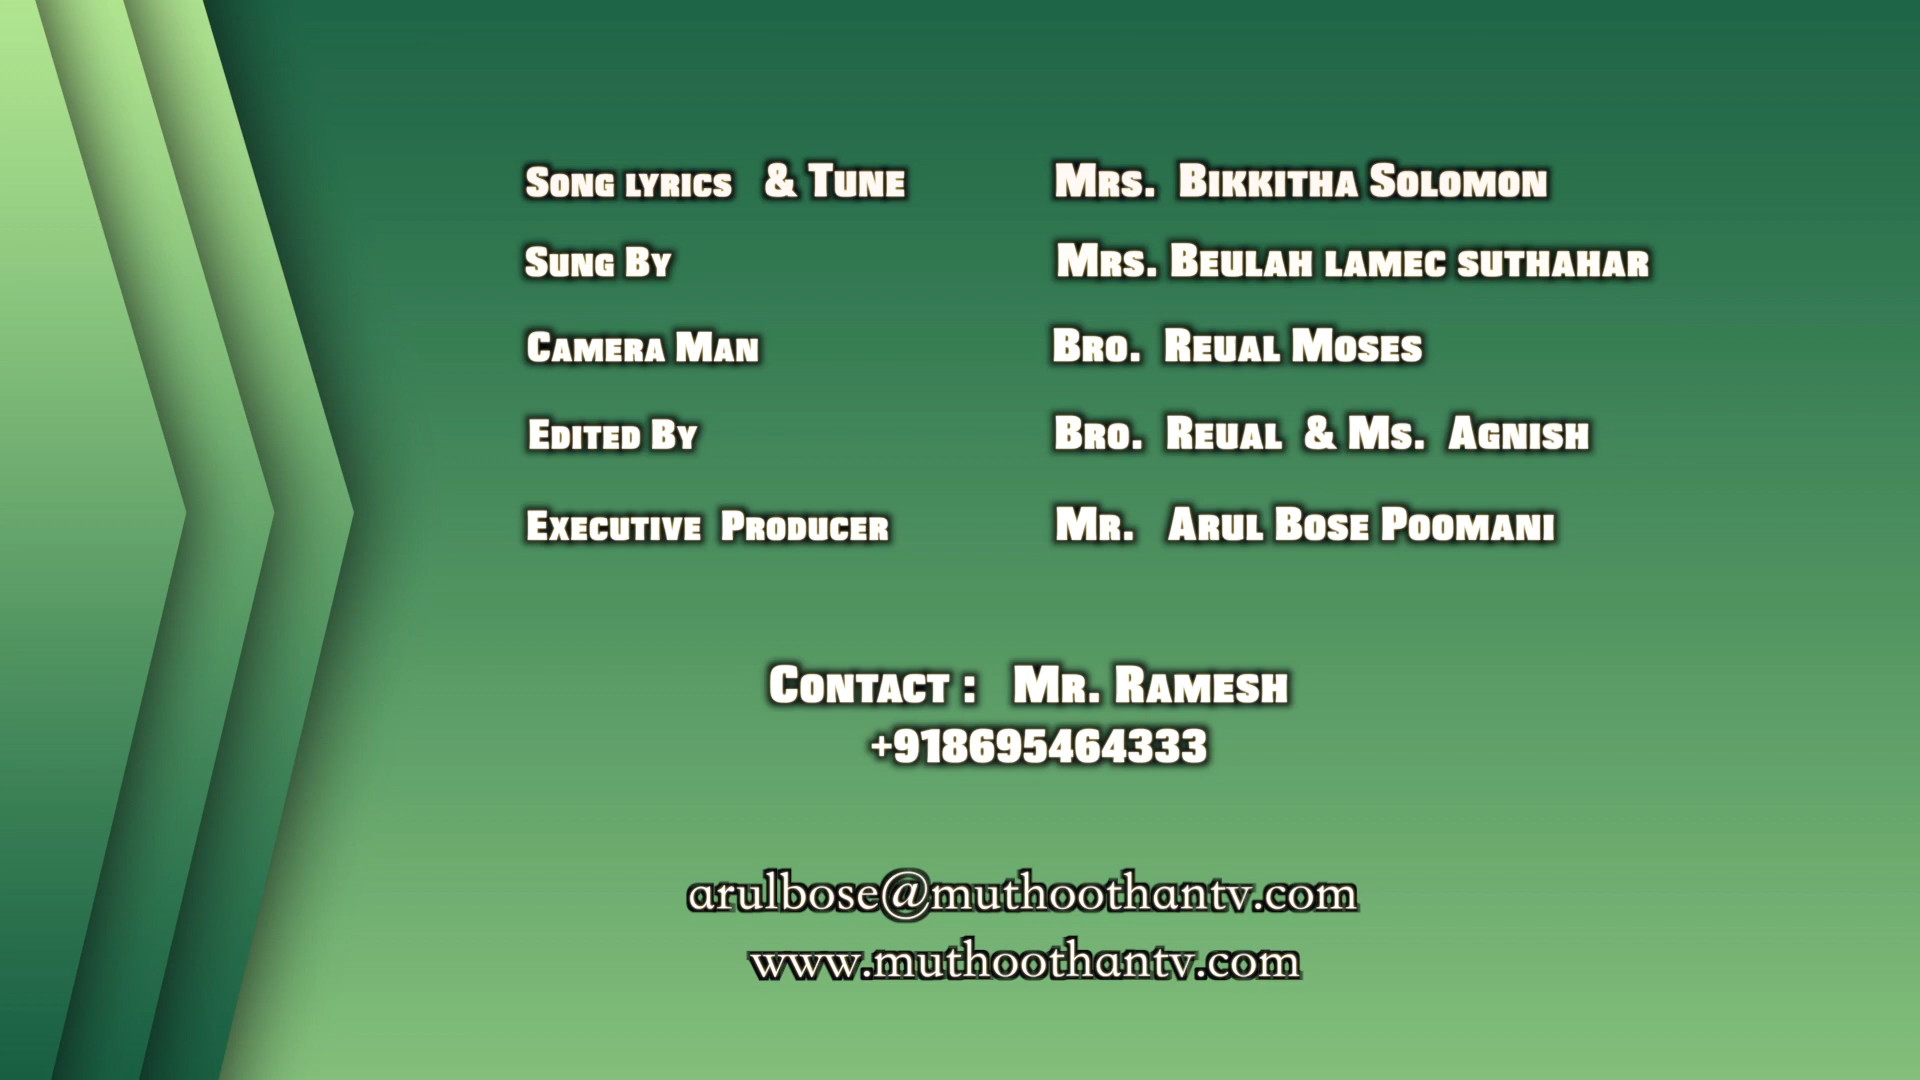 Song lyrics & Tune Mrs. Bikkitha Solomon
Sung By Mrs. Beulah lamec suthahar
Camera Man Bro. Reual Moses
Edited By Bro. Reual & Ms. Agnish
Executive Producer Mr. Arul Bose Poomani
Contact : Mr. Ramesh
+918695464333
arulbose@muthoothantv.com
www.muthoothantv.com